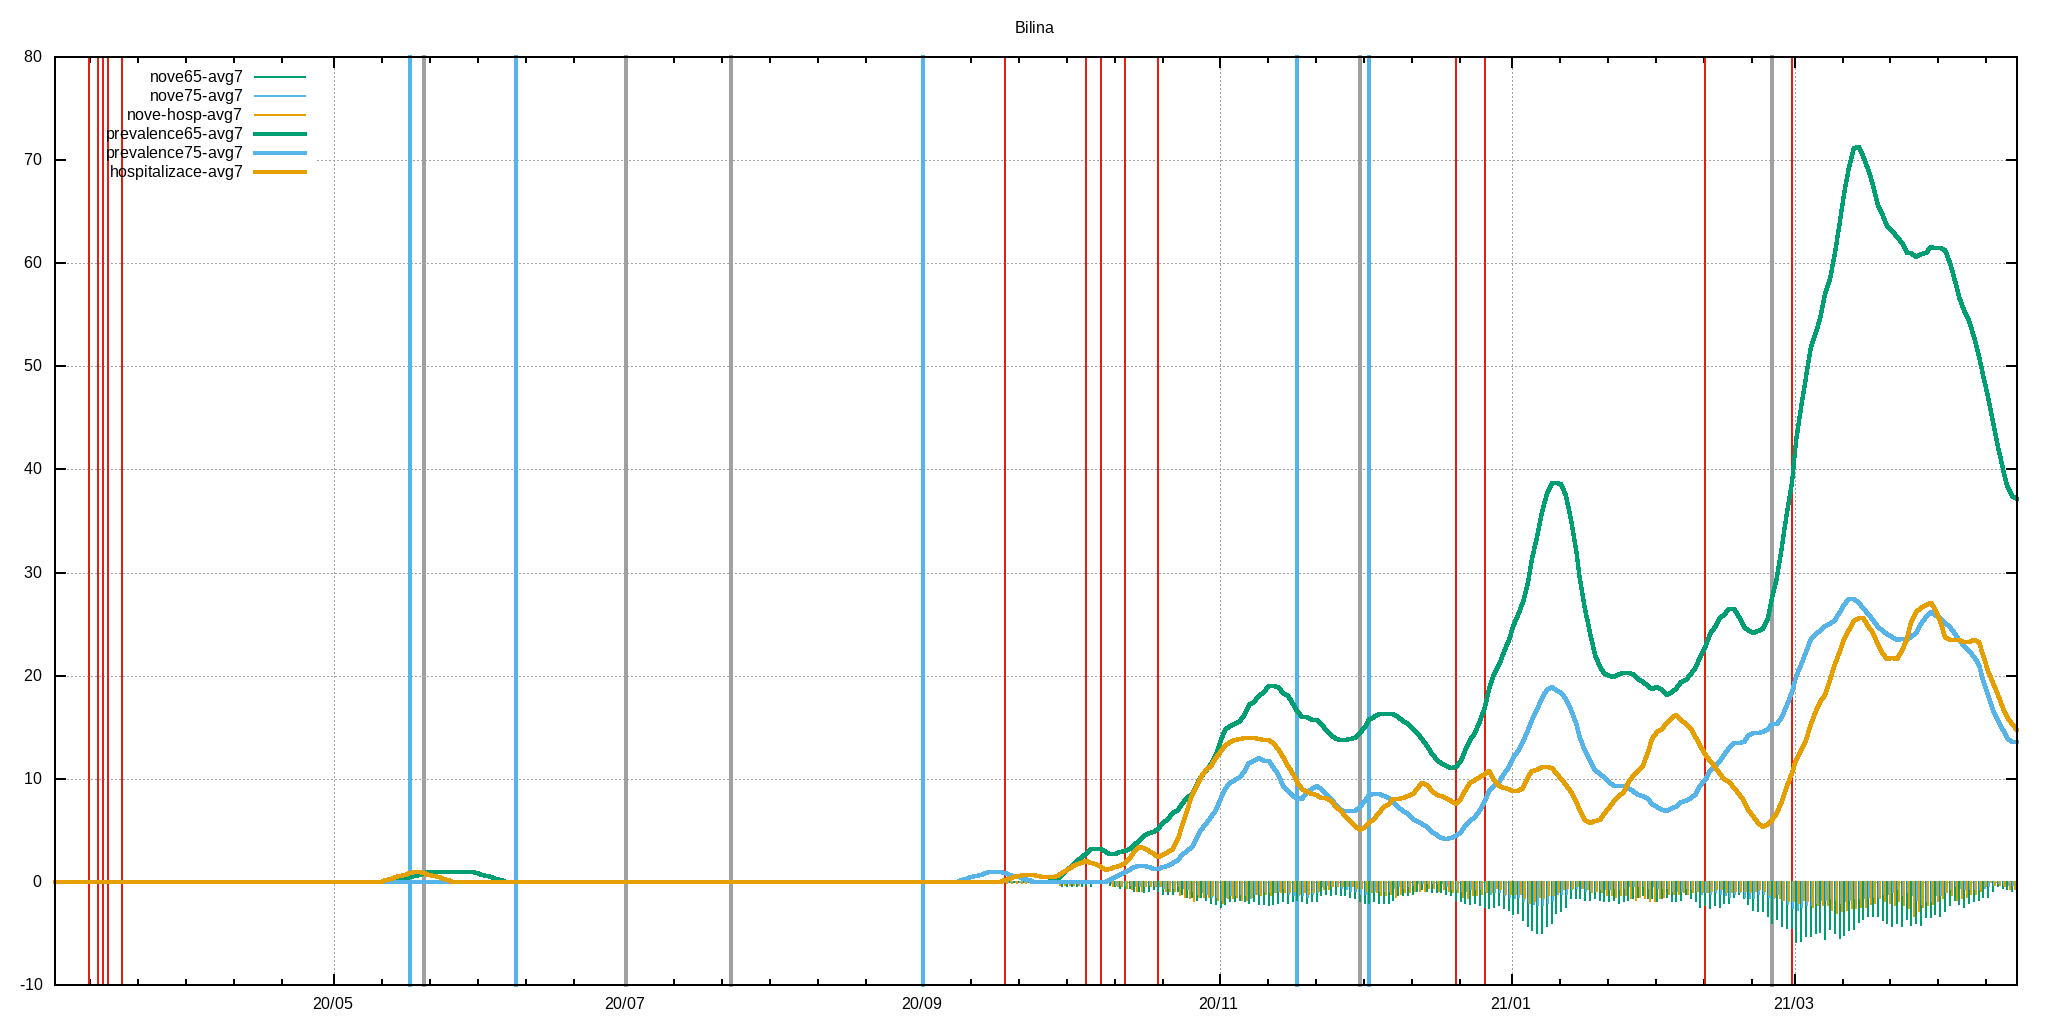 Bilina
80
70
60
50
40
30
20
10
0
-10
nove65-avg7
nove75-avg7
nove-hosp-avg7
prevalence65-avg7
prevalence75-avg7
hospitalizace-avg7
20/05 20/07 20/09 20/11 21/01 21/03